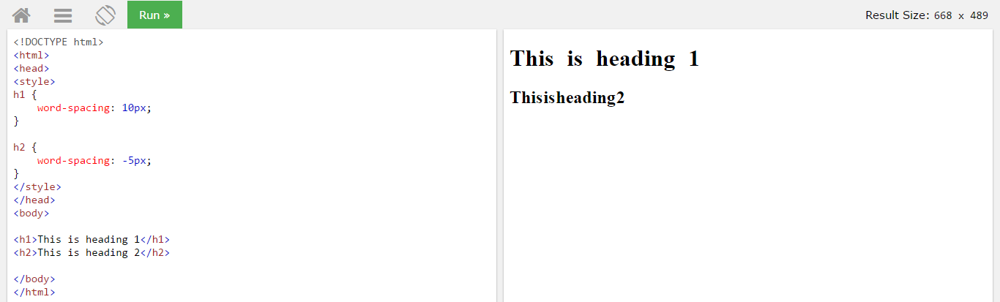 Run »
Result Size: 668 x 489
<!DOCTYPE html>
<html>
<head>
<style>
h1 {
    word-spacing: 10px;
}

h2 {
    word-spacing: -5px;
}
</style>
</head>
<body>

<h1>This is heading 1</h1>
<h2>This is heading 2</h2>

</body>
</html>
This is heading 1
Thisisheading2